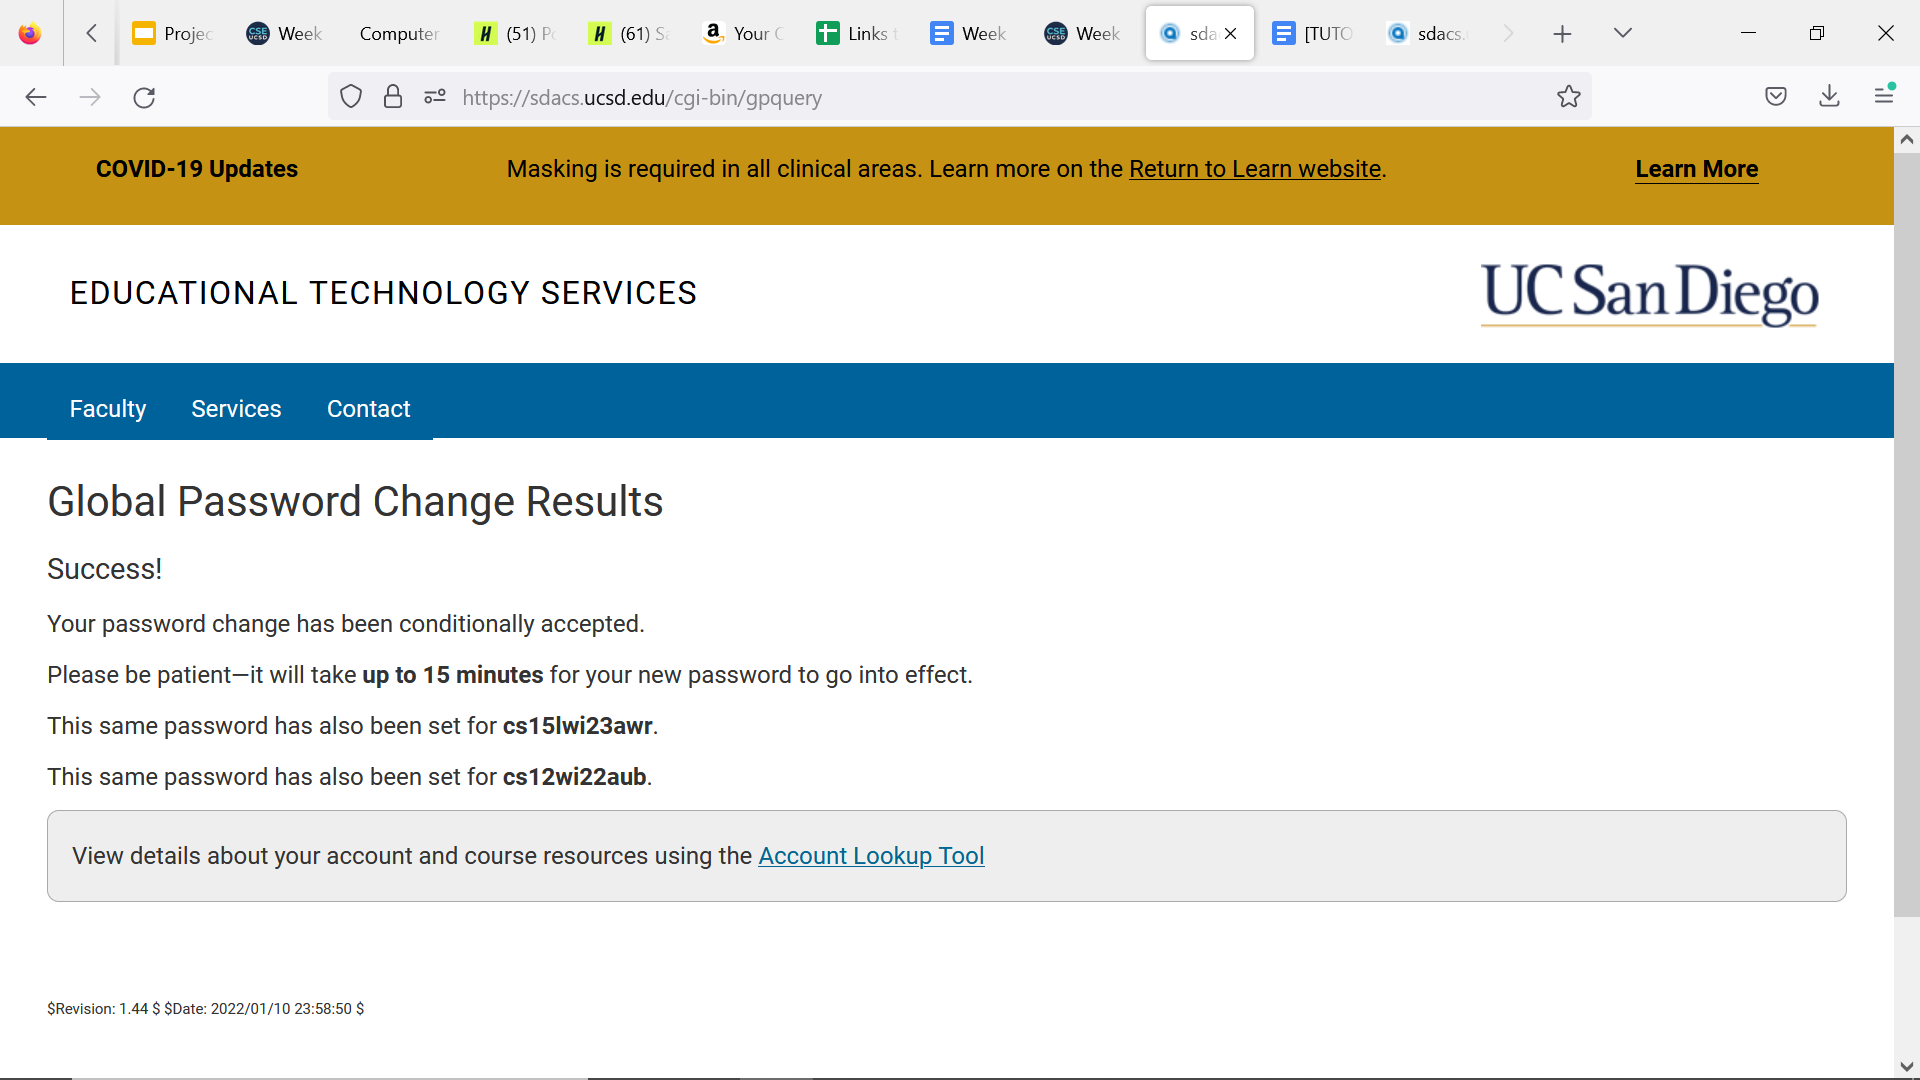 Projec
Week
Computer
(51) Po
(61) Sa
Your C
Links t
Week
Week
sda
[TUTO
sdacs.
https://sdacs.ucsd.edu/cgi-bin/gpquery
COVID-19 Updates
Masking is required in all clinical areas. Learn more on the Return to Learn website.
Learn More
EDUCATIONAL TECHNOLOGY SERVICES
UC San Diego
Faculty Services Contact
Global Password Change Results
Success!
Your password change has been conditionally accepted.
Please be patient—it will take up to 15 minutes for your new password to go into effect.
This same password has also been set for cs15lwi23awr.
This same password has also been set for cs12wi22aub.
View details about your account and course resources using the Account Lookup Tool
$Revision: 1.44 $ $Date: 2022/01/10 23:58:50 $